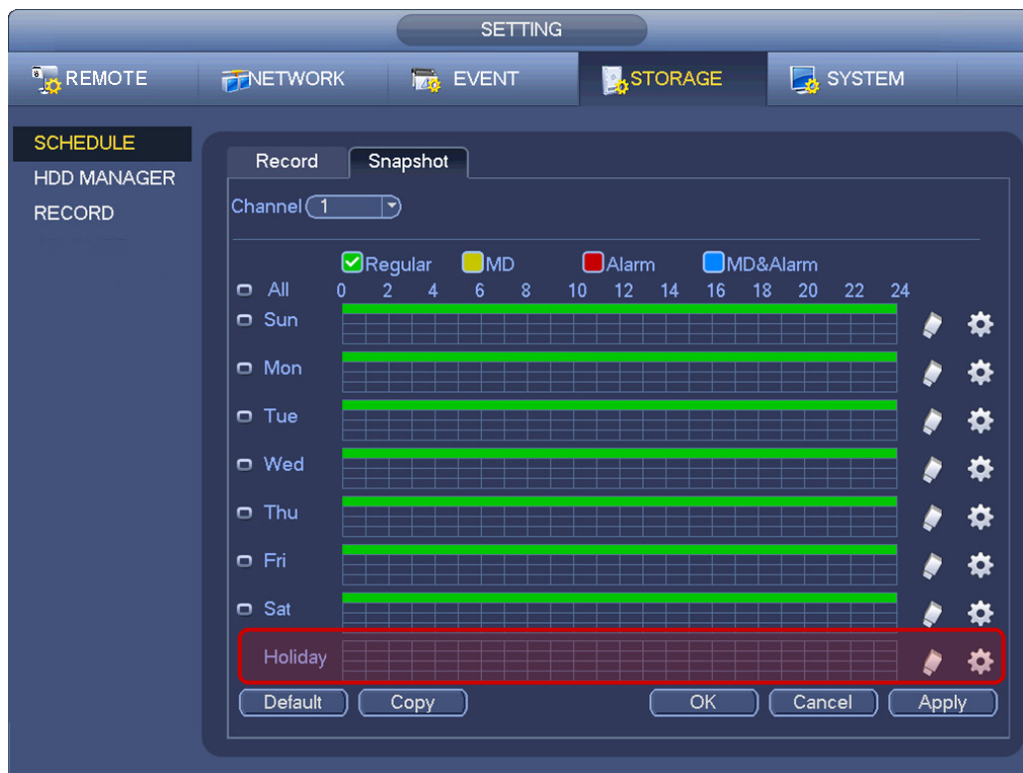 SETTING
REMOTE NETWORK EVENT STORAGE SYSTEM
SCHEDULE
HDD MANAGER
RECORD
Record Snapshot
Channel 1
Regular MD Alarm MD&Alarm
All 0 2 4 6 8 10 12 14 16 18 20 22 24
Sun
Mon
Tue
Wed
Thu
Fri
Sat
Holiday
Default Copy OK Cancel Apply